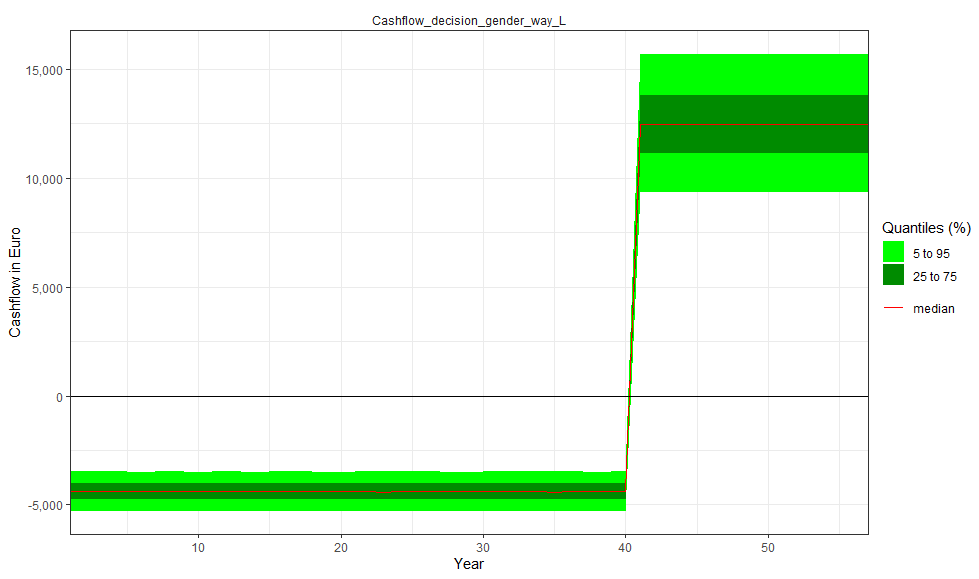 Cashflow_decision_gender_way_L
15,000
10,000
5,000
0
-5,000
Cashflow in Euro
10 20 30 40 50
Year
Quantiles (%)
5 to 95
25 to 75
median